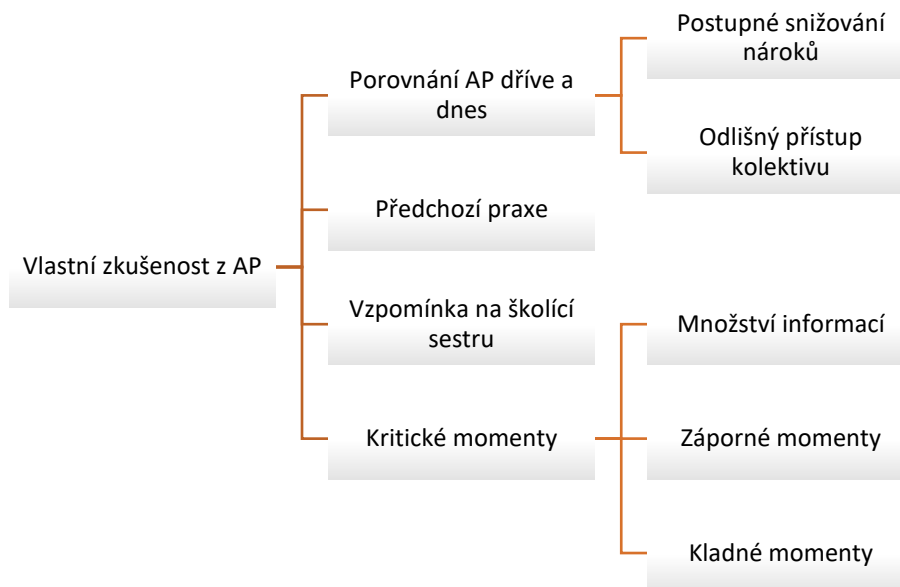 Vlastní zkušenost z AP
Porovnání AP dříve a
dnes
Postupné snižování
nároků
Odlišný přístup
kolektivu
Předchozí praxe
Vzpomínka na školící
sestru
Kritické momenty
Množství informací
Záporné momenty
Kladné momenty